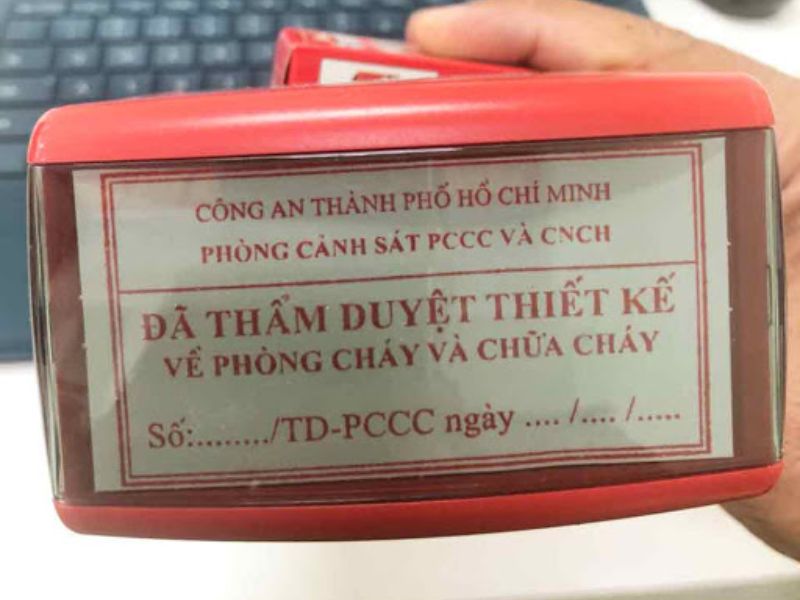 CÔNG AN THÀNH PHỐ HỒ CHÍ MINH
PHÒNG CẢNH SÁT PCCC VÀ CNCH
ĐÃ THẨM DUYỆT THIẾT KẾ
VỀ PHÒNG CHÁY VÀ CHỮA CHÁY
Số:........./TD-PCCC ngày .... /.... /.....